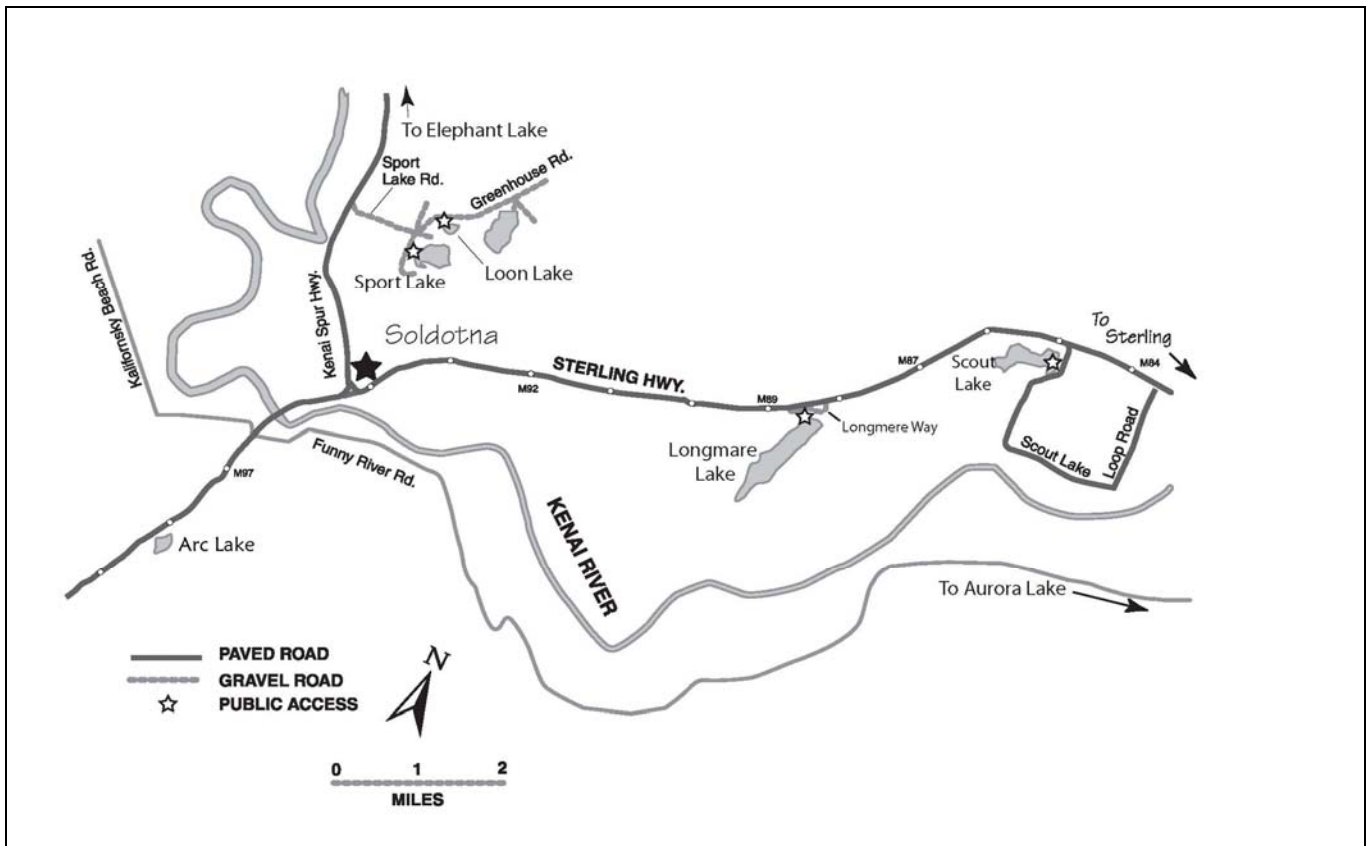 To Elephant Lake
Sport
Lake Rd.
Greenhouse Rd.
Loon Lake
Sport Lake
Kalifornsky Beach Rd.
Kenai Spur Hwy.
Soldotna
STERLING HWY.
M92
M89
M87
To
Sterling
M84
Scout
Lake
Longmere Way
Longmare
Lake
Scout Lake
Loop Road
Funny River Rd.
M97
Arc Lake
KENAI RIVER
To Aurora Lake
PAVED ROAD
GRAVEL ROAD
PUBLIC ACCESS
N
0 1 2
MILES